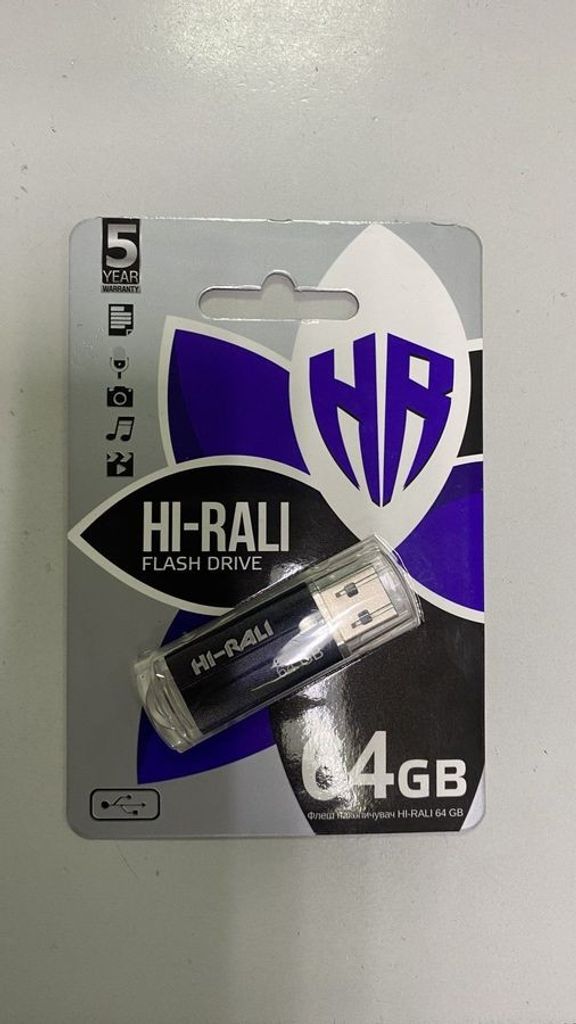 5
YEAR
WARRANTY
HR
HI-RALI
FLASH DRIVE
HI-RALI
64 GB
64GB
Флеш накопичувач HI-RALI 64 GB